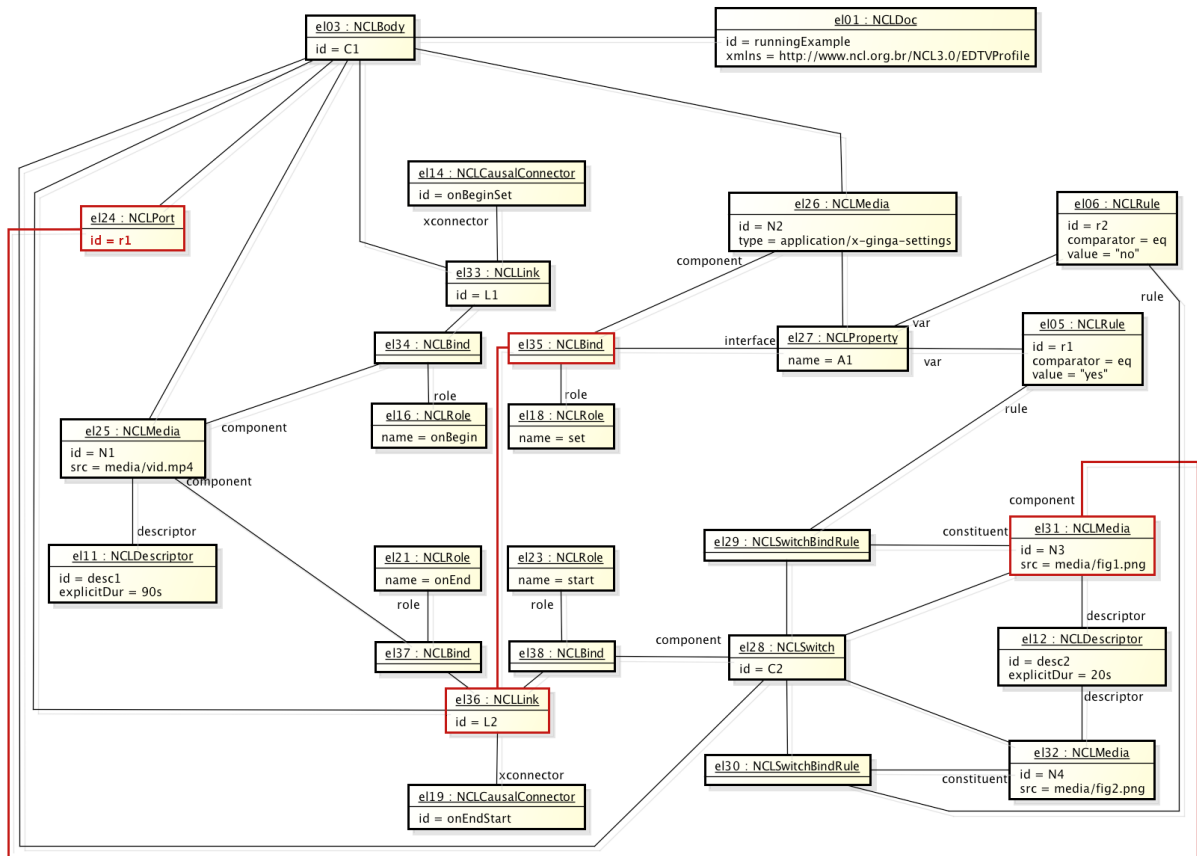 el03 : NCLBody
id = C1
el01 : NCLDoc
id = runningExample
xmlns = http://www.ncl.org.br/NCL3.0/EDTVProfile
el14 : NCLCausalConnector
id = onBeginSet
xconnector
el24 : NCLPort
id = r1
el26 : NCLMedia
id = N2
type = application/x-ginga-settings
component
el06 : NCLRule
id = r2
comparator = eq
value = "no"
rule
el33 : NCLLink
id = L1
el34 : NCLBind
role
el35 : NCLBind
role
interface
el27 : NCLProperty
name = A1
var
var
el05 : NCLRule
id = r1
comparator = eq
value = "yes"
rule
el16 : NCLRole
name = onBegin
el18 : NCLRole
name = set
component
el25 : NCLMedia
id = N1
src = media/vid.mp4
component
descriptor
el11 : NCLDescriptor
id = desc1
explicitDur = 90s
component
el31 : NCLMedia
id = N3
src = media/fig1.png
constituent
el29 : NCLSwitchBindRule
el21 : NCLRole
name = onEnd
role
el23 : NCLRole
name = start
role
descriptor
el12 : NCLDescriptor
id = desc2
explicitDur = 20s
descriptor
el37 : NCLBind
el38 : NCLBind
component
el28 : NCLSwitch
id = C2
el36 : NCLLink
id = L2
xconnector
el19 : NCLCausalConnector
id = onEndStart
el30 : NCLSwitchBindRule
constituent
el32 : NCLMedia
id = N4
src = media/fig2.png